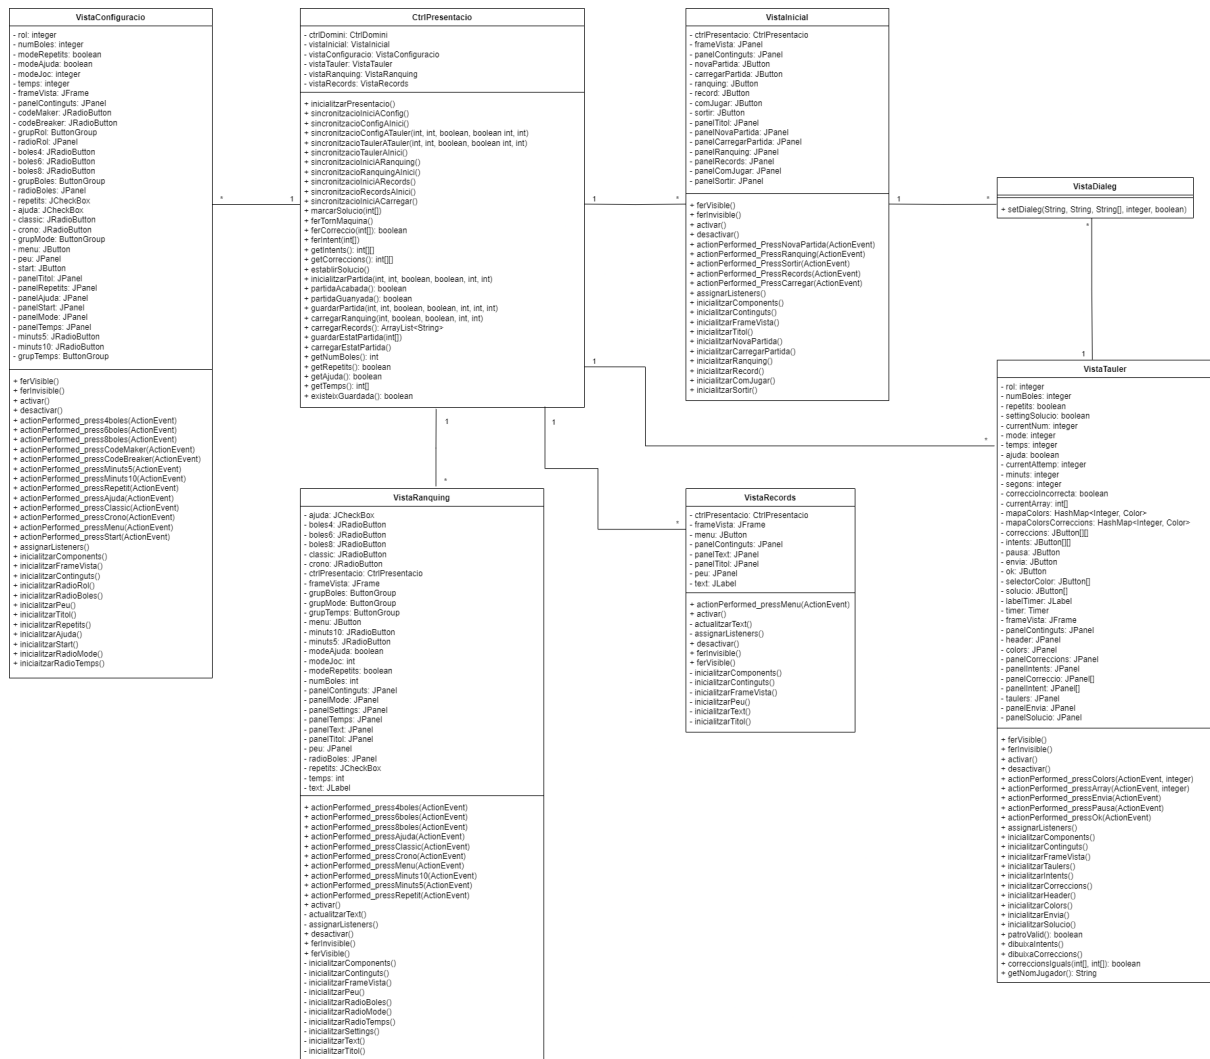 VistaConfiguracio
- rol: integer
- numBoles: integer
- modeRepetits: boolean
- modeAjuda: boolean
- modeJoc: integer
- temps: integer
- frameVista: JFrame
- panelContinguts: JPanel
- codeMaker: JRadioButton
- codeBreaker: JRadioButton
- grupRol: ButtonGroup
- radioRol: JPanel
- boles4: JRadioButton
- boles6: JRadioButton
- boles8: JRadioButton
- grupBoles: ButtonGroup
- radioBoles: JPanel
- repetits: JCheckBox
- ajuda: JCheckBox
- classic: JRadioButton
- crono: JRadioButton
- grupMode: ButtonGroup
- menu: JButton
- peu: JPanel
- start: JButton
- panelTitol: JPanel
- panelRepetits: JPanel
- panelAjuda: JPanel
- panelStart: JPanel
- panelMode: JPanel
- panelTemps: JPanel
- minuts5: JRadioButton
- minuts10: JRadioButton
- grupTemps: ButtonGroup
+ ferVisible()
+ ferInvisible()
+ activar()
+ desactivar()
+ actionPerformed_press4boles(ActionEvent)
+ actionPerformed_press6boles(ActionEvent)
+ actionPerformed_press8boles(ActionEvent)
+ actionPerformed_pressCodeMaker(ActionEvent)
+ actionPerformed_pressCodeBreaker(ActionEvent)
+ actionPerformed_pressMinuts5(ActionEvent)
+ actionPerformed_pressMinuts10(ActionEvent)
+ actionPerformed_pressRepetit(ActionEvent)
+ actionPerformed_pressAjuda(ActionEvent)
+ actionPerformed_pressClassic(ActionEvent)
+ actionPerformed_pressCrono(ActionEvent)
+ actionPerformed_pressMenu(ActionEvent)
+ actionPerformed_pressStart(ActionEvent)
+ assignarListeners()
+ inicialitzarComponents()
+ inicialitzarFrameVista()
+ inicialitzarContinguts()
+ inicialitzarRadioRol()
+ inicialitzarRadioBoles()
+ inicialitzarPeu()
+ inicialitzarTitol()
+ inicialitzarRepetits()
+ inicialitzarAjuda()
+ inicialitzarStart()
+ inicialitzarRadioMode()
+ iniciaitzarRadioTemps()
*
1
CtrlPresentacio
- ctrlDomini: CtrlDomini
- vistaInicial: VistaInicial
- vistaConfiguracio: VistaConfiguracio
- vistaTauler: VistaTauler
- vistaRanquing: VistaRanking
- vistaRecords: VistaRecords
+ inicialitzarPresentacio()
+ sincronitzacioIniciAConfig()
+ sincronitzacioConfigAInici()
+ sincronitzacioConfigATauler(int, int, boolean, boolean int, int)
+ sincronitzacioTaulerATauler(int, int, boolean, boolean int, int)
+ sincronitzacioTaulerAInici()
+ sincronitzacioIniciARanquing()
+ sincronitzacioRanquingAInici()
+ sincronitzacioIniciARecords()
+ sincronitzacioRecordsAInici()
+ sincronitzacioIniciACarregar()
+ marcarSolucio(int[])
+ ferTornMaquina()
+ ferCorreccio(int[]): boolean
+ ferIntent(int[])
+ getIntents(): int[][]
+ getCorreccions(): int[][]
+ establirSolucio()
+ inicialitzarPartida(int, int, boolean, boolean, int, int)
+ partidaAcabada(): boolean
+ partidaGuanyada(): boolean
+ guardarPartida(int, int, boolean, boolean, int, int, int)
+ carregarRanquing(int, boolean, boolean, int, int)
+ carregarRecords(): ArrayList<String>
+ guardarEstatPartida(int[])
+ carregarEstatPartida()
+ getNumBoles(): int
+ getRepetits(): boolean
+ getAjuda(): boolean
+ getTemps(): int[]
+ existeixGuardada(): boolean
1
*
VistaInicial
- ctrlPresentacio: CtrlPresentacio
- frameVista: JPanel
- panelContinguts: JPanel
- novaPartida: JButton
- carregarPartida: JButton
- ranquing: JButton
- record: JButton
- comJugar: JButton
- sortir: JButton
- panelTitol: JPanel
- panelNovaPartida: JPanel
- panelCarregarPartida: JPanel
- panelRanquing: JPanel
- panelRecords: JPanel
- panelComJugar: JPanel
- panelSortir: JPanel
+ ferVisible()
+ ferInvisible()
+ activar()
+ desactivar()
+ actionPerformed_PressNovaPartida(ActionEvent)
+ actionPerformed_PressRanquing(ActionEvent)
+ actionPerformed_PressSortir(ActionEvent)
+ actionPerformed_PressRecords(ActionEvent)
+ actionPerformed_PressCarregar(ActionEvent)
+ assignarListeners()
+ inicialitzarComponents()
+ inicialitzarContinguts()
+ inicialitzarFrameVista()
+ inicialitzarTitol()
+ inicialitzarNovaPartida()
+ inicialitzarCarregarPartida()
+ inicialitzarRanquing()
+ inicialitzarRecord()
+ inicialitzarComJugar()
+ inicialitzarSortir()
1
*
VistaDialeg
+ setDialeg(String, String, String[], integer, boolean)
*
1
1
*
1
*
1
*
VistaRanquing
- ajuda: JCheckBox
- boles4: JRadioButton
- boles6: JRadioButton
- boles8: JRadioButton
- classic: JRadioButton
- crono: JRadioButton
- ctrlPresentacio: CtrlPresentacio
- frameVista: JFrame
- grupBoles: ButtonGroup
- grupMode: ButtonGroup
- grupTemps: ButtonGroup
- menu: JButton
- minuts10: JRadioButton
- minuts5: JRadioButton
- modeAjuda: boolean
- modeJoc: int
- modeRepetits: boolean
- numBoles: int
- panelContinguts: JPanel
- panelMode: JPanel
- panelSettings: JPanel
- panelTemps: JPanel
- panelText: JPanel
- panelTitol: JPanel
- peu: JPanel
- radioBoles: JPanel
- repetits: JCheckBox
- temps: int
- text: JLabel
+ actionPerformed_press4boles(ActionEvent)
+ actionPerformed_press6boles(ActionEvent)
+ actionPerformed_press8boles(ActionEvent)
+ actionPerformed_pressAjuda(ActionEvent)
+ actionPerformed_pressClassic(ActionEvent)
+ actionPerformed_pressCrono(ActionEvent)
+ actionPerformed_pressMenu(ActionEvent)
+ actionPerformed_pressMinuts10(ActionEvent)
+ actionPerformed_pressMinuts5(ActionEvent)
+ actionPerformed_pressRepetit(ActionEvent)
+ activar()
- actualitzarText()
- assignarListeners()
+ desactivar()
+ ferInvisible()
+ ferVisible()
- inicialitzarComponents()
- inicialitzarContinguts()
- inicialitzarFrameVista()
- inicialitzarPeu()
- inicialitzarRadioBoles()
- inicialitzarRadioMode()
- inicialitzarRadioTemps()
- inicialitzarSettings()
- inicialitzarText()
- inicialitzarTitol()
VistaRecords
- ctrlPresentacio: CtrlPresentacio
- frameVista: JFrame
- menu: JButton
- panelContinguts: JPanel
- panelText: JPanel
- panelTitol: JPanel
- peu: JPanel
- text: JLabel
+ actionPerformed_pressMenu(ActionEvent)
+ activar()
- actualitzarText()
- assignarListeners()
+ desactivar()
+ ferInvisible()
+ ferVisible()
- inicialitzarComponents()
- inicialitzarContinguts()
- inicialitzarFrameVista()
- inicialitzarPeu()
- inicialitzarText()
- inicialitzarTitol()
VistaTauler
- rol: integer
- numBoles: integer
- repetits: boolean
- settingSolucio: boolean
- currentNum: integer
- mode: integer
- temps: integer
- ajuda: boolean
- currentAttemp: integer
- minuts: integer
- segons: integer
- correccioIncorrecta: boolean
- currentArray: int[]
- mapaColors: HashMap<Integer, Color>
- mapaColorsCorreccions: HashMap<Integer, Color>
- correccions: JButton[][]
- intents: JButton[][]
- pausa: JButton
- envia: JButton
- ok: JButton
- selectorColor: JButton[]
- solucio: JButton[]
- labelTimer: JLabel
- timer: Timer
- frameVista: JFrame
- panelContinguts: JPanel
- header: JPanel
- colors: JPanel
- panelCorreccions: JPanel
- panelIntents: JPanel
- panelCorreccio: JPanel[]
- panelIntent: JPanel[]
- taulers: JPanel
- panelEnvia: JPanel
- panelSolucio: JPanel
+ ferVisible()
+ ferInvisible()
+ activar()
+ desactivar()
+ actionPerformed_pressColors(ActionEvent, integer)
+ actionPerformed_pressArray(ActionEvent, integer)
+ actionPerformed_pressEnvia(ActionEvent)
+ actionPerformed_pressPausa(ActionEvent)
+ actionPerformed_pressOk(ActionEvent)
+ assignarListeners()
+ inicialitzarComponents()
+ inicialitzarContinguts()
+ inicialitzarFrameVista()
+ inicialitzarTaulers()
+ inicialitzarIntents()
+ inicialitzarCorreccions()
+ inicialitzarHeader()
+ inicialitzarColors()
+ inicialitzarEnvia()
+ inicialitzarSolucio()
+ patroValid(): boolean
+ dibuixaIntents()
+ dibuixaCorreccions()
+ correccionsIguals(int[], int[]): boolean
+ getNomJugador(): String